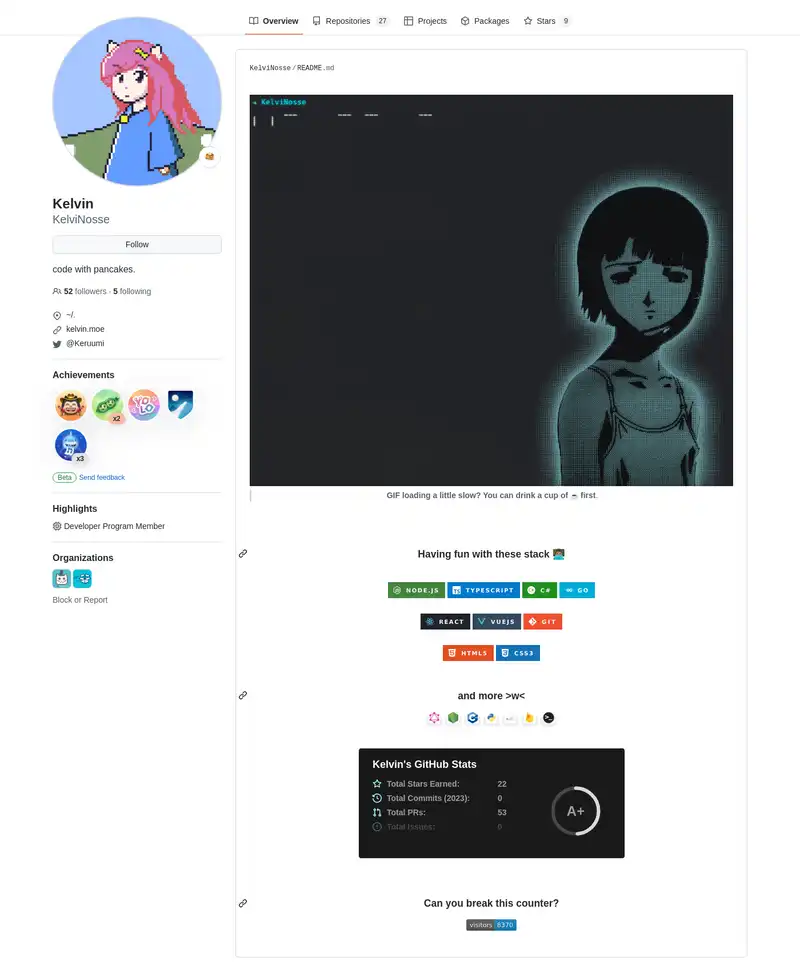 Overview
Repositories 27
Projects
Packages
Stars 9
Kelvin
KelviNosse
Follow
code with pancakes.
52 followers · 5 following
~/.
kelvin.moe
@Keruumi
Achievements
x2
YOLO
x3
Beta Send feedback
Highlights
Developer Program Member
Organizations
Block or Report
KelviNosse/README.md
→ KelviNosse
GIF loading a little slow? You can drink a cup of ☕ first.
Having fun with these stack 👨🏽‍💻
NODE.JS
TS TYPESCRIPT
C#
GO
REACT
VUEJS
GIT
HTML5
CSS3
and more >w<
Kelvin's GitHub Stats
Total Stars Earned: 22
Total Commits (2023): 0
Total PRs: 53
Total Issues: 0
A+
Can you break this counter?
visitors 8370